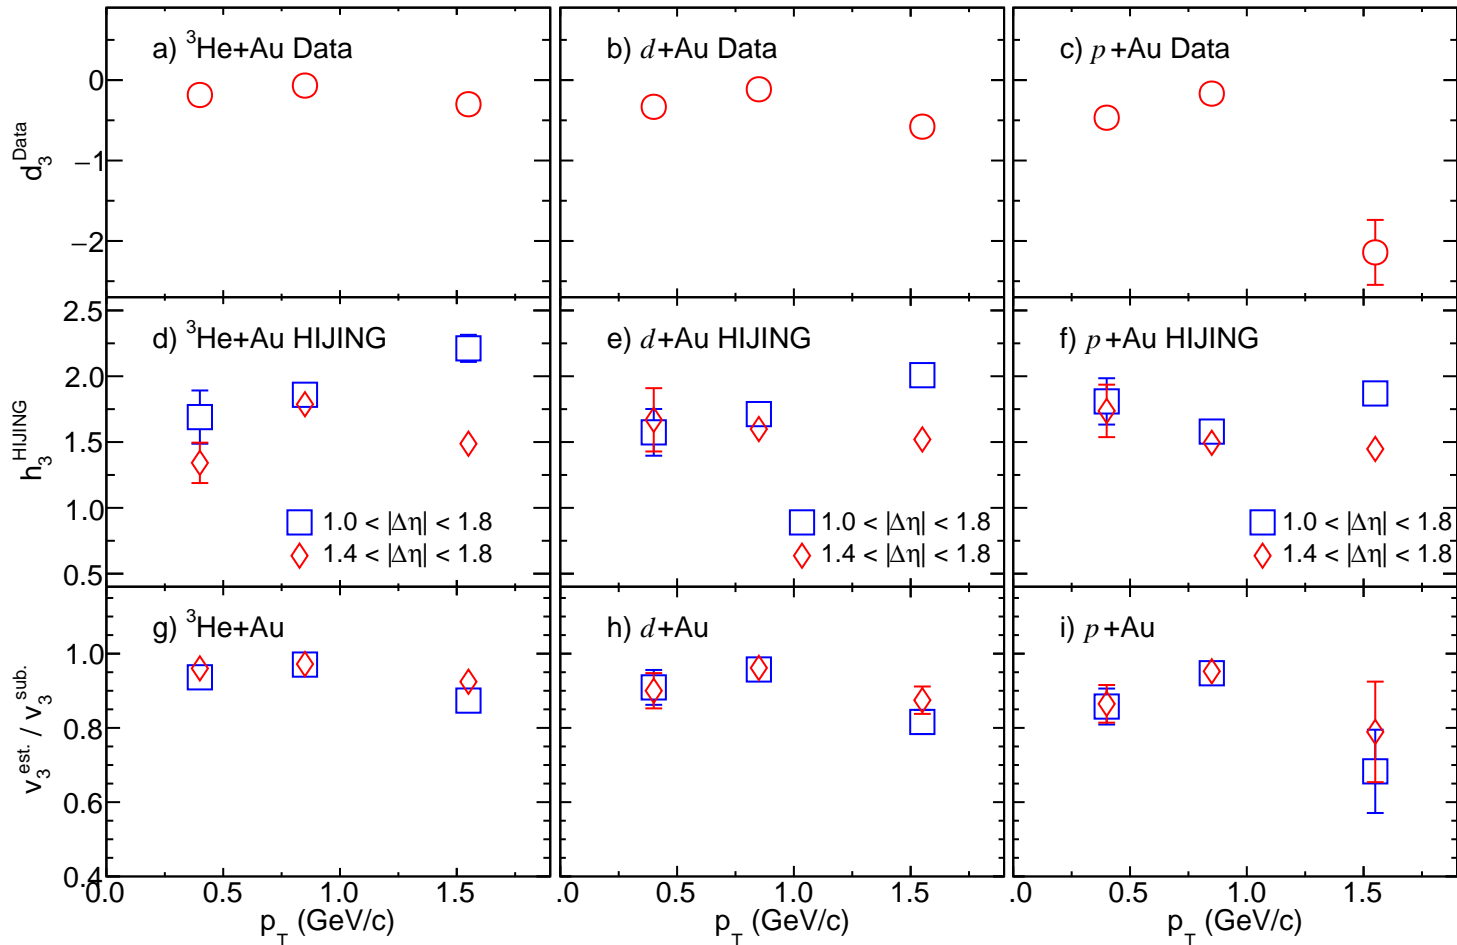 a) ³He+Au Data
b) d+Au Data
c) p+Au Data
0
−1
−2
d₃^Data
d) ³He+Au HIJING
e) d+Au HIJING
f) p+Au HIJING
2.5
2.0
1.5
1.0
0.5
h₃^HIJING
1.0 < |Δη| < 1.8
1.4 < |Δη| < 1.8
1.0 < |Δη| < 1.8
1.4 < |Δη| < 1.8
1.0 < |Δη| < 1.8
1.4 < |Δη| < 1.8
g) ³He+Au
h) d+Au
i) p+Au
1.0
0.8
0.6
0.4
v₃^est. / v₃^sub.
0.0 0.5 1.0 1.5
.0 0.5 1.0 1.5
.0 0.5 1.0 1.5
p_T (GeV/c)
p_T (GeV/c)
p_T (GeV/c)